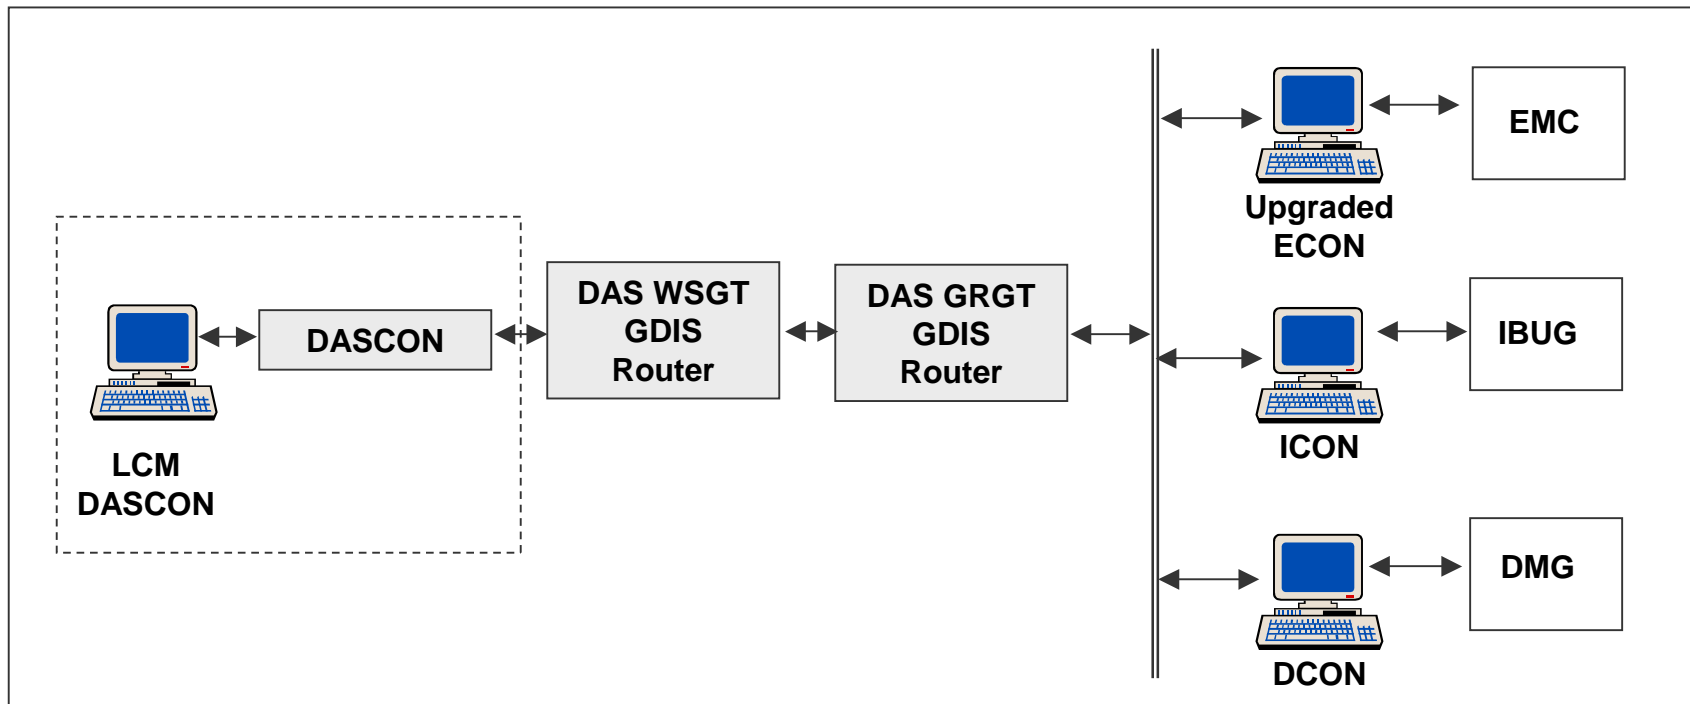 LCM
DASCON
DASCON
DAS WSGT
GDIS
Router
DAS GRGT
GDIS
Router
Upgraded
ECON
EMC
ICON
IBUG
DCON
DMG